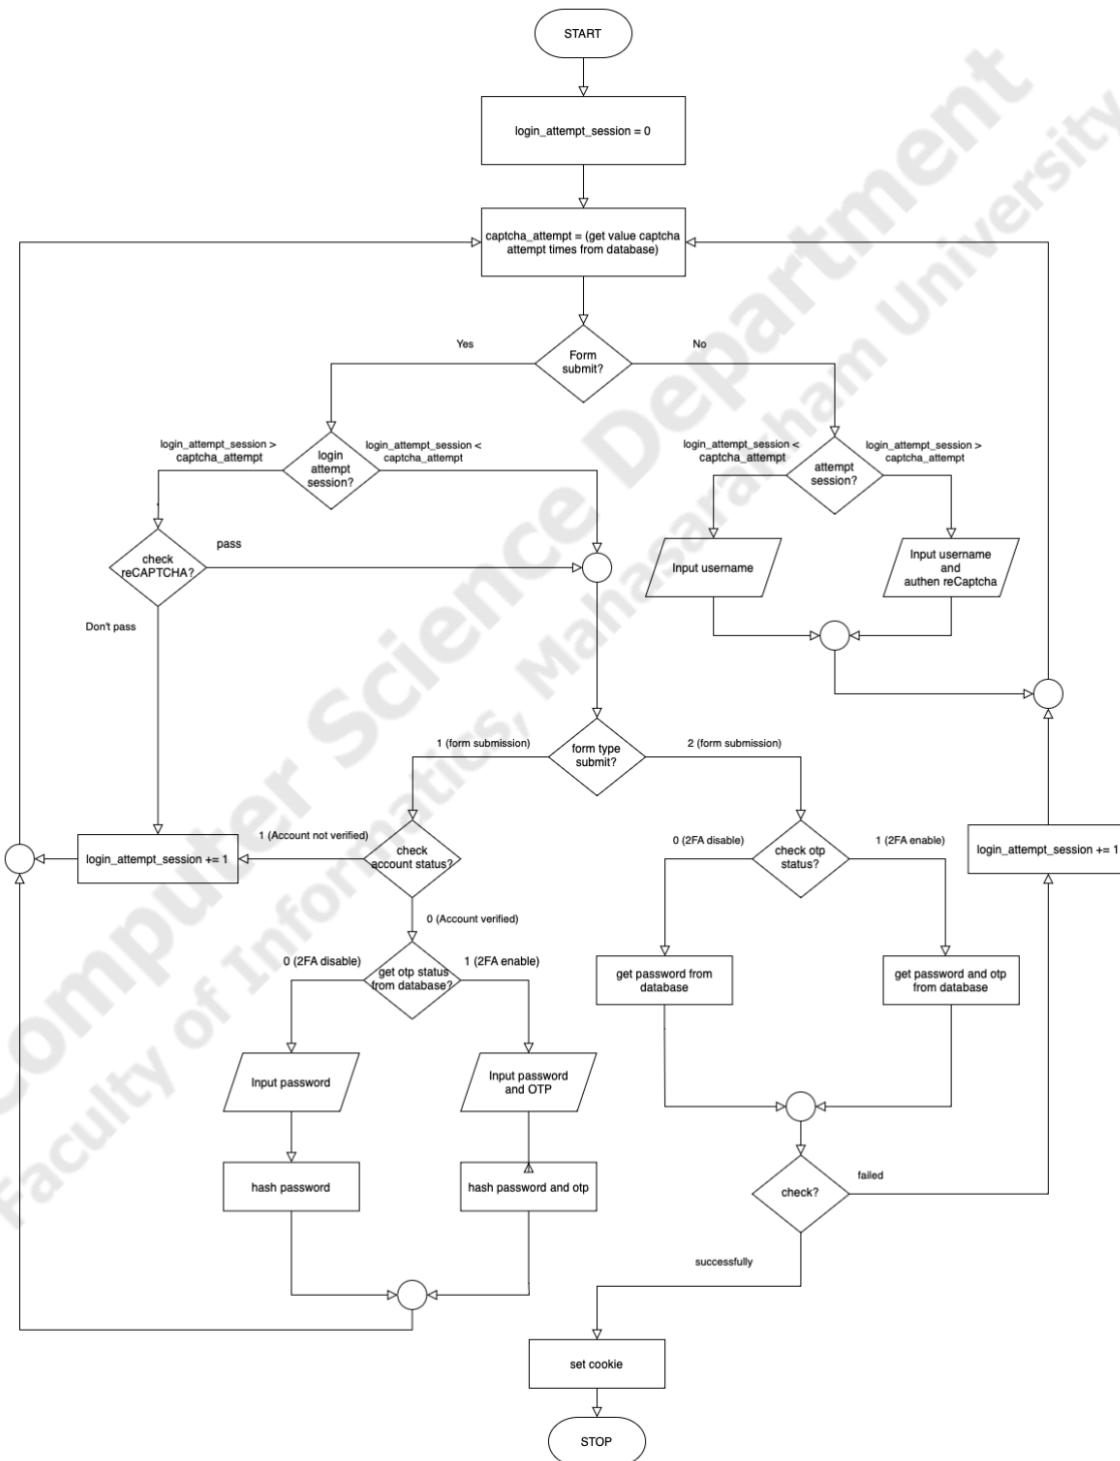 START
login_attempt_session = 0
captcha_attempt = (get value captcha
attempt times from database)
Yes
No
Form
submit?
login_attempt_session >
captcha_attempt
login_attempt_session <
captcha_attempt
login
attempt
session?
login_attempt_session <
captcha_attempt
login_attempt_session >
captcha_attempt
attempt
session?
check
reCAPTCHA?
pass
Don't pass
Input username
Input username
and
authen reCaptcha
1 (form submission)
2 (form submission)
form type
submit?
1 (Account not verified)
login_attempt_session += 1
check
account status?
0 (2FA disable)
1 (2FA enable)
check otp
status?
login_attempt_session += 1
0 (Account verified)
0 (2FA disable)
1 (2FA enable)
get otp status
from database?
get password from
database
get password and otp
from database
Input password
Input password
and OTP
hash password
hash password and otp
check?
failed
successfully
set cookie
STOP
Computer Science Department
Faculty of Informatics, Mahasarakham University